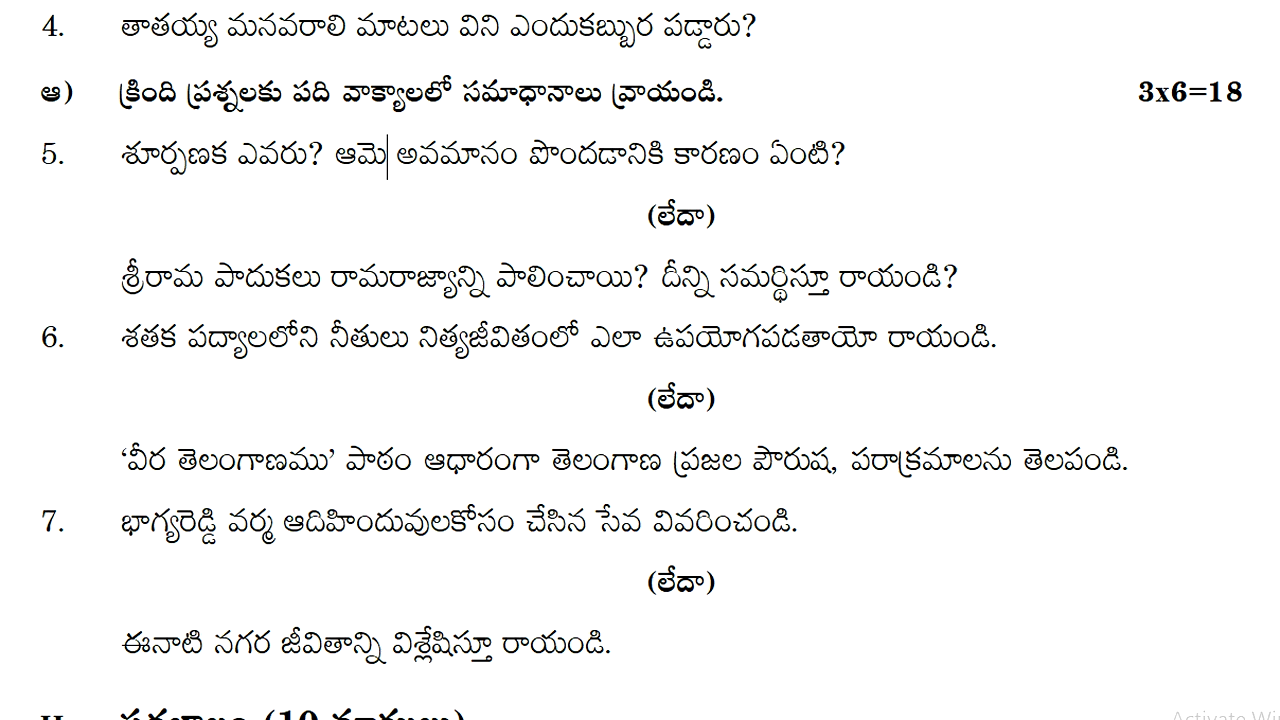 4. తాతయ్య మనవరాలి మాటలు విని ఎందుకబ్బుర పడ్డారు?
ఆ) క్రింది ప్రశ్నలకు పది వాక్యాలలో సమాధానాలు వ్రాయండి. 3x6=18
5. శూర్పణక ఎవరు? ఆమె అవమానం పొందడానికి కారణం ఏంటి?
(లేదా)
శ్రీరామ పాదుకలు రామరాజ్యాన్ని పాలించాయి? దీన్ని సమర్థిస్తూ రాయండి?
6. శతక పద్యాలలోని నీతులు నిత్యజీవితంలో ఎలా ఉపయోగపడతాయో రాయండి.
(లేదా)
‘వీర తెలంగాణము’ పాఠం ఆధారంగా తెలంగాణ ప్రజల పౌరుష, పరాక్రమాలను తెలపండి.
7. భాగ్యరెడ్డి వర్మ ఆదిహిందువులకోసం చేసిన సేవ వివరించండి.
(లేదా)
ఈనాటి నగర జీవితాన్ని విశ్లేషిస్తూ రాయండి.